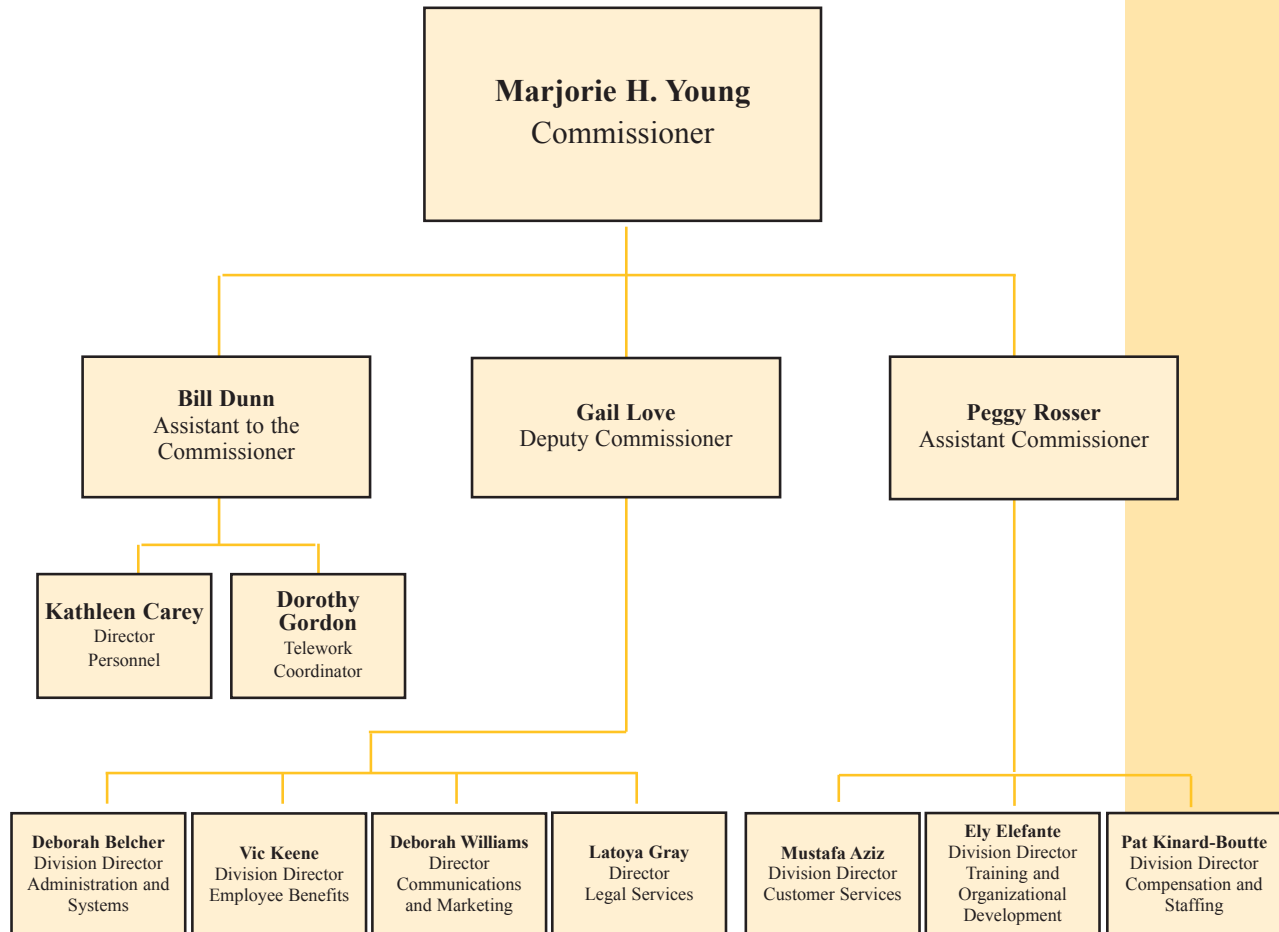 Marjorie H. Young
Commissioner
Bill Dunn
Assistant to the
Commissioner
Gail Love
Deputy Commissioner
Peggy Rosser
Assistant Commissioner
Kathleen Carey
Director
Personnel
Dorothy
Gordon
Telework
Coordinator
Deborah Belcher
Division Director
Administration and
Systems
Vic Keene
Division Director
Employee Benefits
Deborah Williams
Director
Communications
and Marketing
Latoya Gray
Director
Legal Services
Mustafa Aziz
Division Director
Customer Services
Ely Elefante
Division Director
Training and
Organizational
Development
Pat Kinard-Boutte
Division Director
Compensation and
Staffing